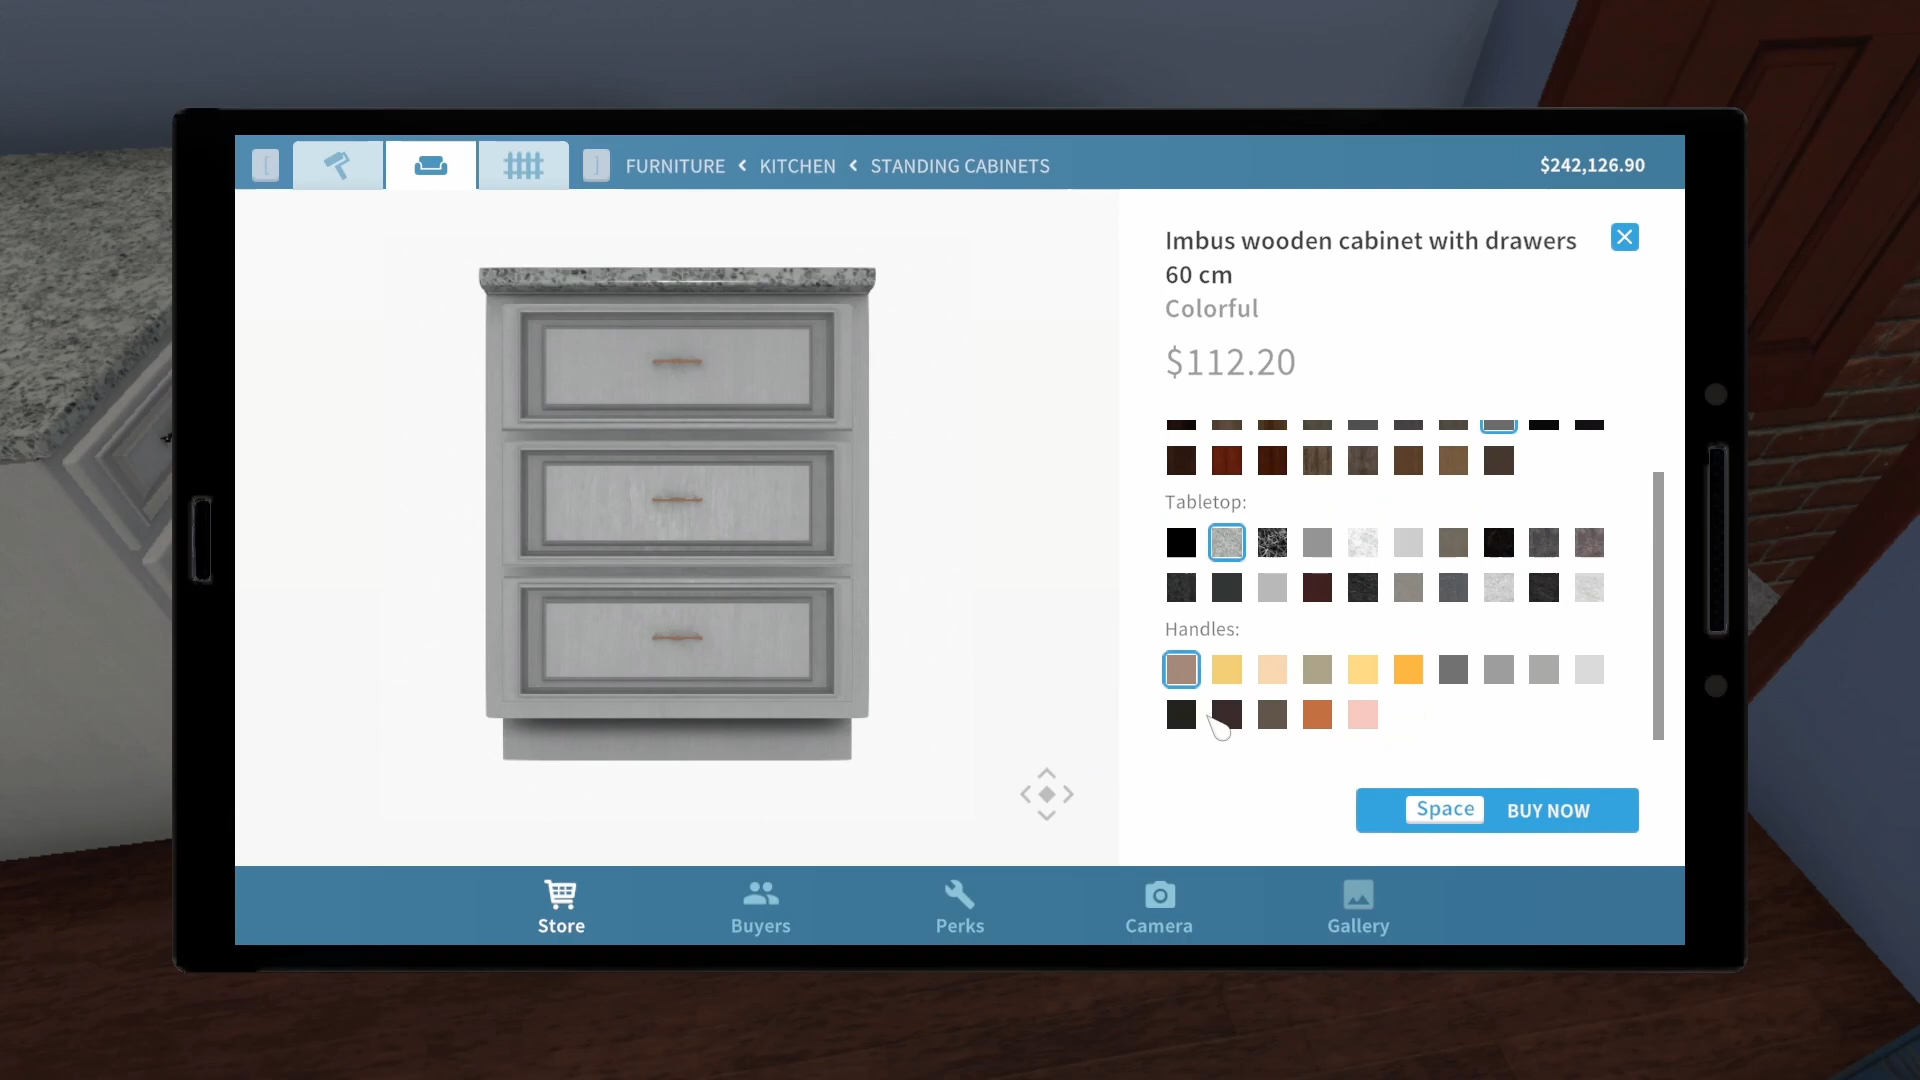 [
]
FURNITURE < KITCHEN < STANDING CABINETS
$242,126.90
Imbus wooden cabinet with drawers
60 cm
Colorful
$112.20
Tabletop:
Handles:
Space BUY NOW
Store Buyers Perks Camera Gallery